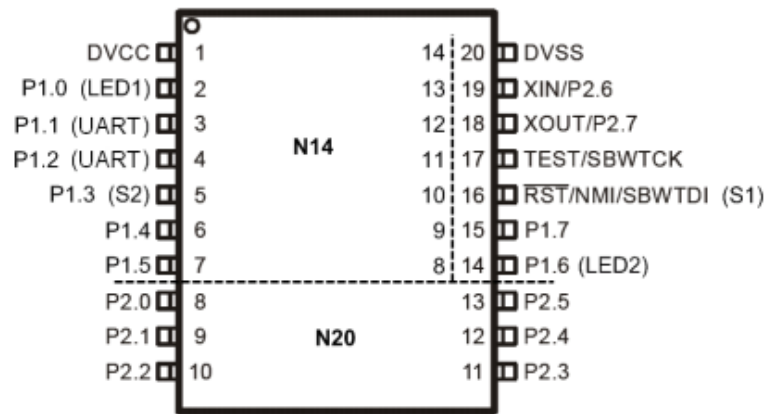 DVCC 1 14 20 DVSS
P1.0 (LED1) 2 13 19 XIN/P2.6
P1.1 (UART) 3 12 18 XOUT/P2.7
P1.2 (UART) 4 N14 11 17 TEST/SBWTCK
P1.3 (S2) 5 10 16 RST/NMI/SBWTDI (S1)
P1.4 6 9 15 P1.7
P1.5 7 8 14 P1.6 (LED2)
P2.0 8 13 P2.5
P2.1 9 N20 12 P2.4
P2.2 10 11 P2.3